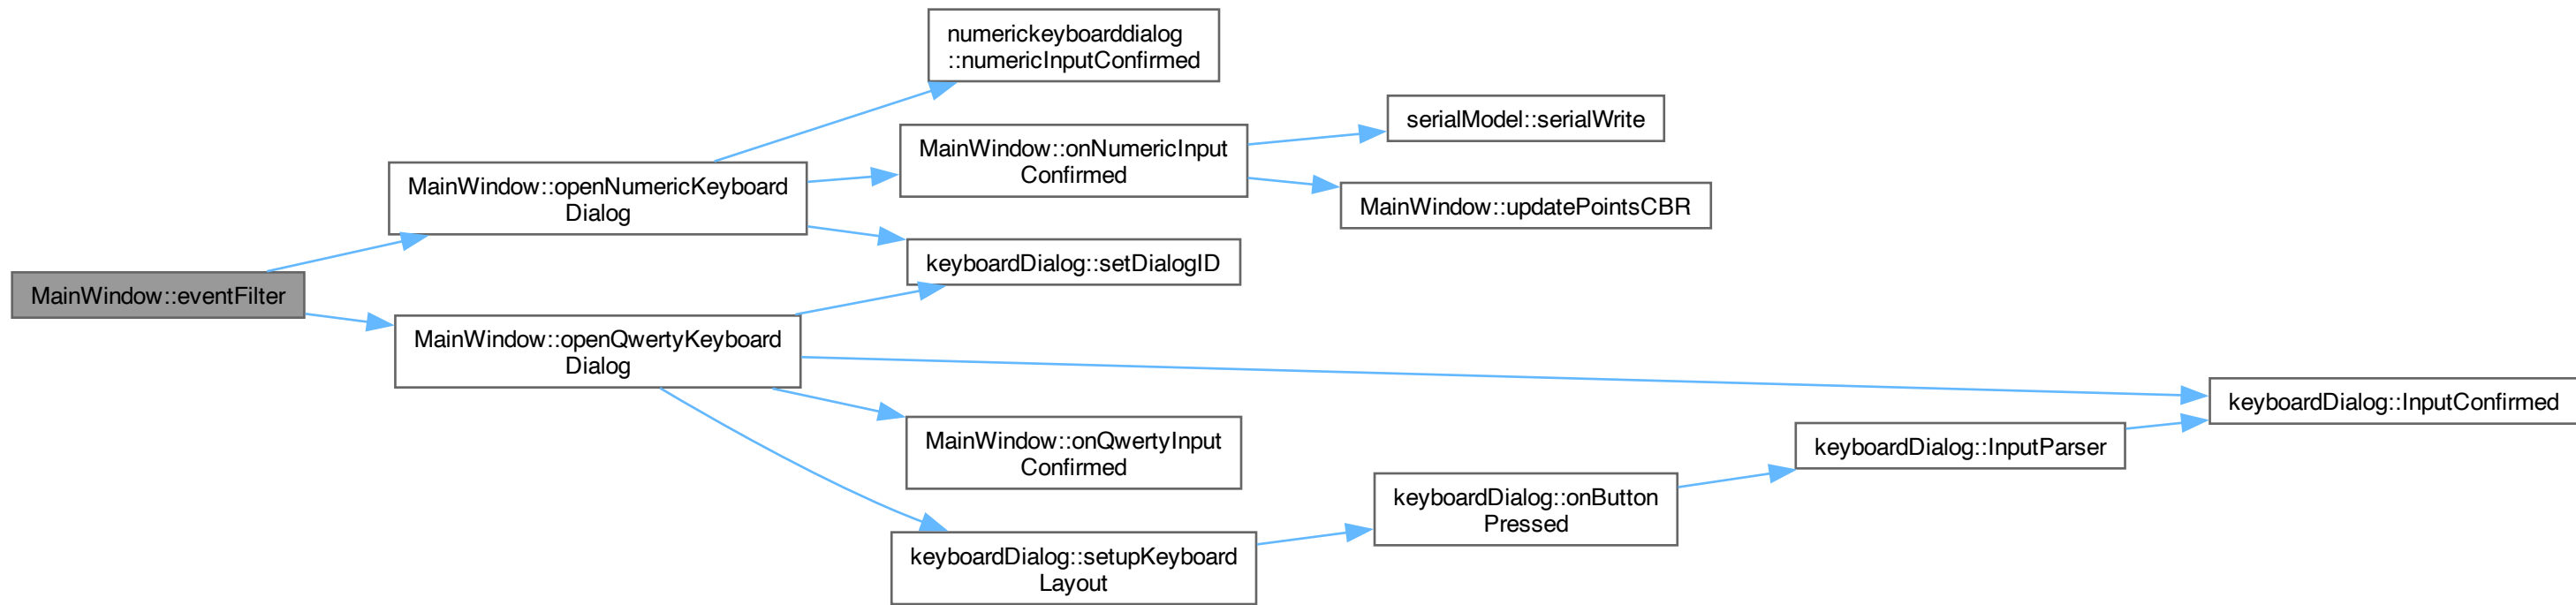 MainWindow::eventFilter
MainWindow::openNumericKeyboard
Dialog
numerickeyboarddialog
::numericInputConfirmed
MainWindow::onNumericInput
Confirmed
serialModel::serialWrite
MainWindow::updatePointsCBR
keyboardDialog::setDialogID
MainWindow::openQwertyKeyboard
Dialog
keyboardDialog::InputConfirmed
MainWindow::onQwertyInput
Confirmed
keyboardDialog::setupKeyboard
Layout
keyboardDialog::onButton
Pressed
keyboardDialog::InputParser